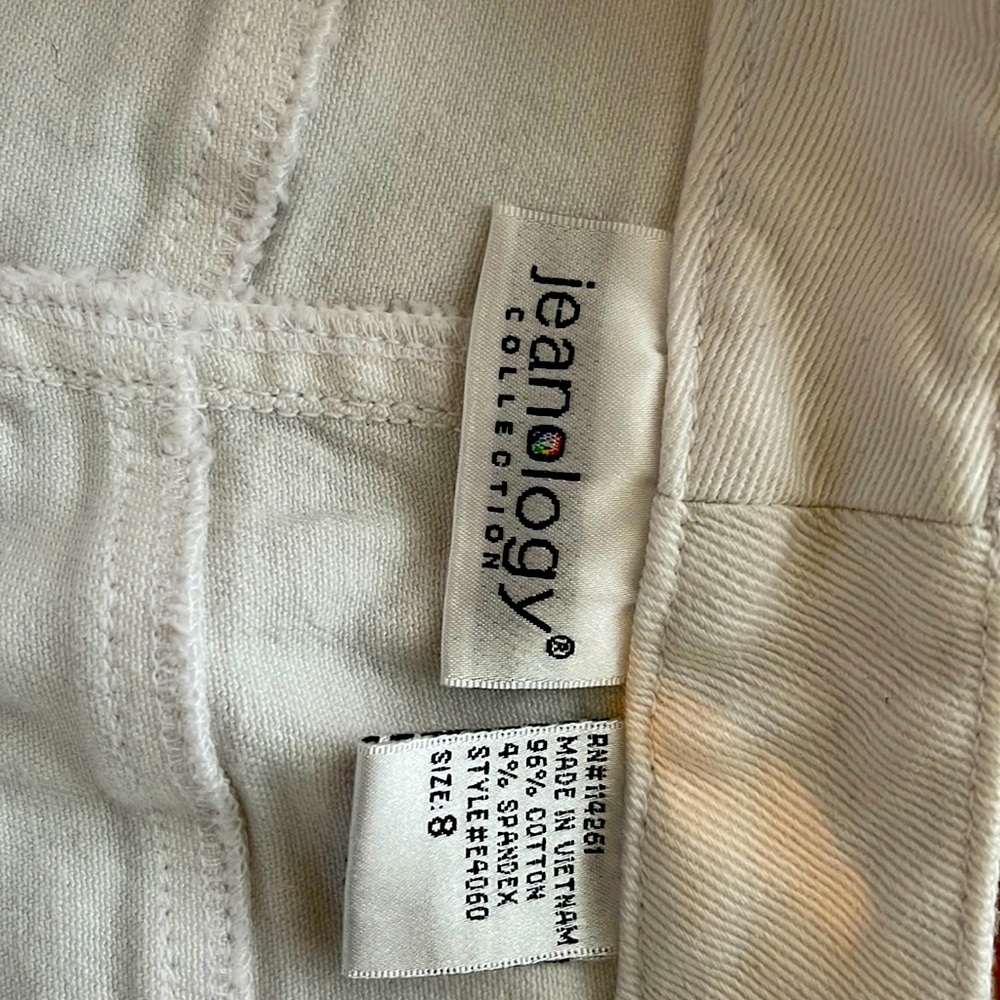 jeanology®
COLLECTION
RN#114261
MADE IN VIETNAM
96% COTTON
4% SPANDEX
STYLE#E4060
SIZE: 8